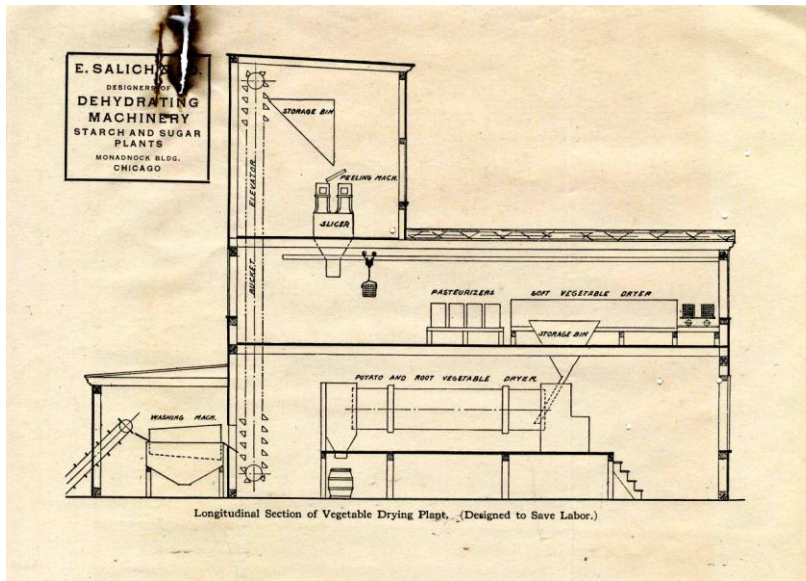 E. SALICH &
DESIGNERS OF
DEHYDRATING
MACHINERY
STARCH AND SUGAR
PLANTS
MONADNOCK BLDG.
CHICAGO
STORAGE BIN
PEELING MACH.
ELEVATOR
SLICER
BUCKET
PASTEURIZERS
SOFT VEGETABLE DRYER
STORAGE BIN
POTATO AND ROOT VEGETABLE DRYER
WASHING MACH.
Longitudinal Section of Vegetable Drying Plant. (Designed to Save Labor.)